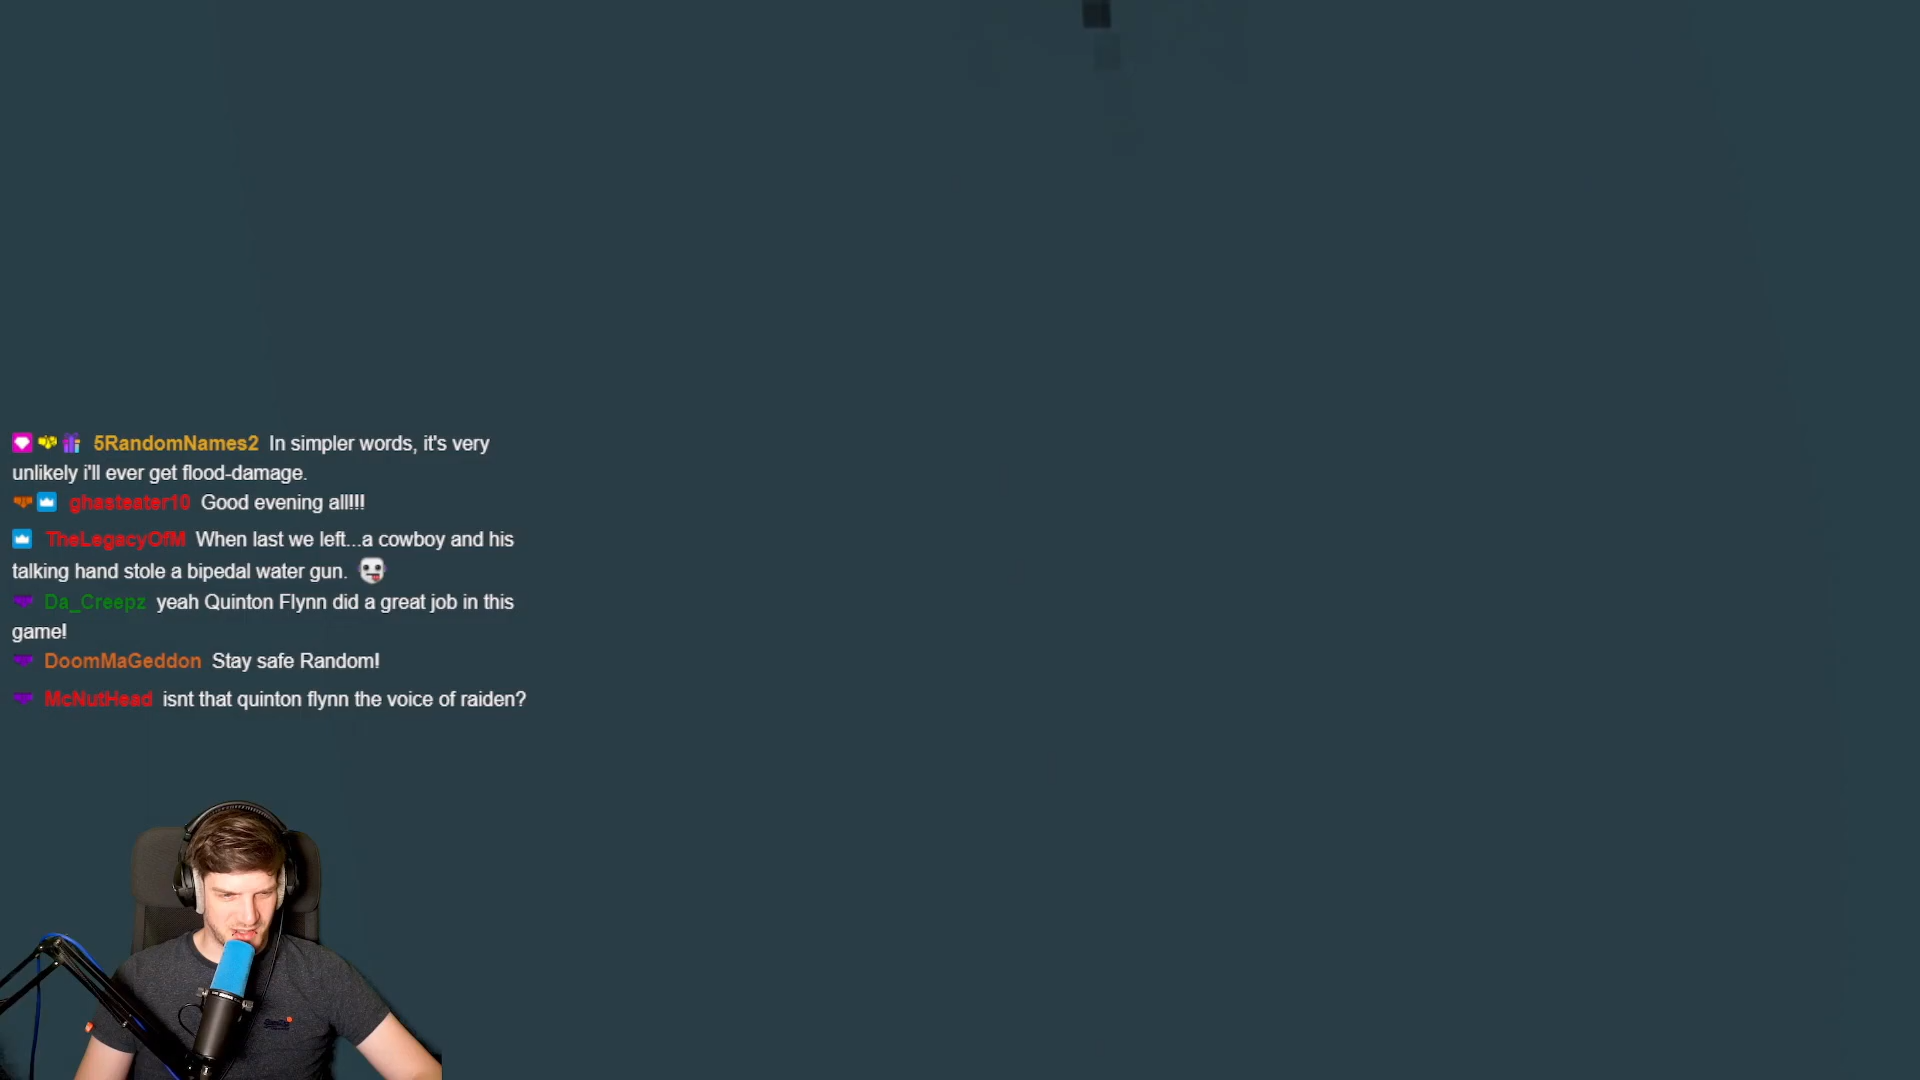 5RandomNames2 In simpler words, it's very
unlikely i'll ever get flood-damage.
ghasteater10 Good evening all!!!
TheLegacyOfM When last we left...a cowboy and his
talking hand stole a bipedal water gun.
Da_Creepz yeah Quinton Flynn did a great job in this
game!
DoomMaGeddon Stay safe Random!
McNutHead isnt that quinton flynn the voice of raiden?